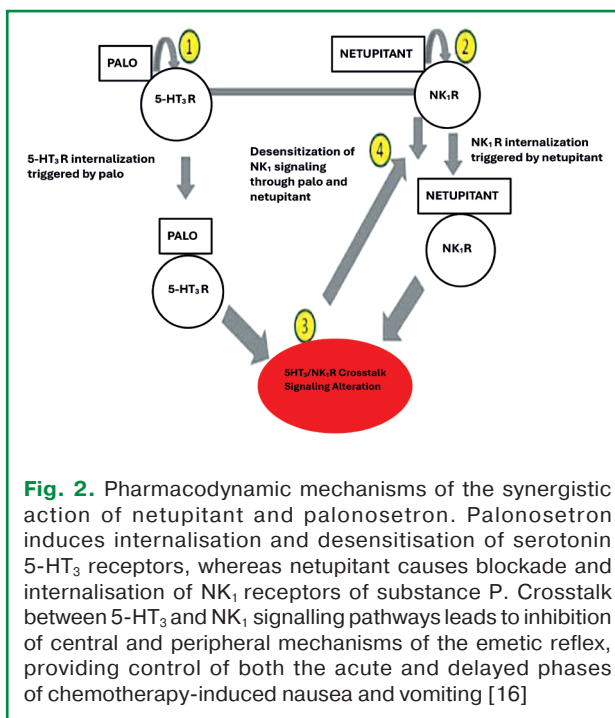 1
PALO
5-HT₃ R
NETUPITANT
2
NK₁R
5-HT₃ R internalization
triggered by palo
Desensitization of
NK₁ signaling
through palo and
netupitant
4
NK₁ R internalization
triggered by netupitant
PALO
5-HT₃ R
NETUPITANT
NK₁R
3
5HT₃/NK₁R Crosstalk
Signaling Alteration
Fig. 2. Pharmacodynamic mechanisms of the synergistic
action of netupitant and palonosetron. Palonosetron
induces internalisation and desensitisation of serotonin
5-HT₃ receptors, whereas netupitant causes blockade and
internalisation of NK₁ receptors of substance P. Crosstalk
between 5-HT₃ and NK₁ signalling pathways leads to inhibition
of central and peripheral mechanisms of the emetic reflex,
providing control of both the acute and delayed phases
of chemotherapy-induced nausea and vomiting [16]